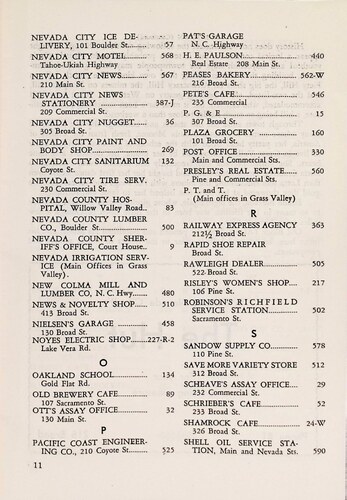 NEVADA CITY ICE DE-
LIVERY, 101 Boulder St. 57
NEVADA CITY MOTEL 568
Tahoe-Ukiah Highway
NEVADA CITY NEWS 567
210 Main St.
NEVADA CITY NEWS
STATIONERY 387-J
209 Commercial St.
NEVADA CITY NUGGET 36
305 Broad St.
NEVADA CITY PAINT AND
BODY SHOP 269
NEVADA CITY SANITARIUM 132
Coyote St.
NEVADA CITY TIRE SERV.
230 Commercial St.
NEVADA COUNTY HOS-
PITAL, Willow Valley Road.. 83
NEVADA COUNTY LUMBER
CO., Boulder St. 500
NEVADA COUNTY SHER-
IFF'S OFFICE, Court House.. 9
NEVADA IRRIGATION SERV-
ICE (Main Offices in Grass
Valley).
NEW COLMA MILL AND
LUMBER CO, N. C. Hwy. 480
NEWS & NOVELTY SHOP 510
413 Broad St.
NIELSEN'S GARAGE 458
130 Broad St.
NOYES ELECTRIC SHOP 227-R-2
Lake Vera Rd.
O
OAKLAND SCHOOL 134
Gold Flat Rd.
OLD BREWERY CAFE 89
107 Sacramento St.
OTT'S ASSAY OFFICE 32
130 Main St.
P
PACIFIC COAST ENGINEER-
ING CO., 210 Coyote St. 525
11
PAT'S GARAGE
N. C. Highway
H. E. PAULSON 440
Real Estate 208 Main St.
PEASES BAKERY 562-W
216 Broad St.
PETE'S CAFE 546
235 Commercial
P. G. & E. 15
307 Broad St.
PLAZA GROCERY 160
101 Broad St.
POST OFFICE 330
Main and Commercial Sts.
PRESLEY'S REAL ESTATE 560
Pine and Commercial Sts.
P. T. and T.
(Main offices in Grass Valley)
R
RAILWAY EXPRESS AGENCY 363
212½ Broad St.
RAPID SHOE REPAIR
Broad St.
RAWLEIGH DEALER 505
522 Broad St.
RISLEY'S WOMEN'S SHOP 217
106 Pine St.
ROBINSON'S RICHFIELD
SERVICE STATION 502
Sacramento St.
S
SANDOW SUPPLY CO. 578
110 Pine St.
SAVE MORE VARIETY STORE 512
312 Broad St.
SCHEAVE'S ASSAY OFFICE 29
232 Commercial St.
SCHRIEBER'S CAFE 52
233 Broad St.
SHAMROCK CAFE 24-W
326 Broad St.
SHELL OIL SERVICE STA-
TION, Main and Nevada Sts. 590